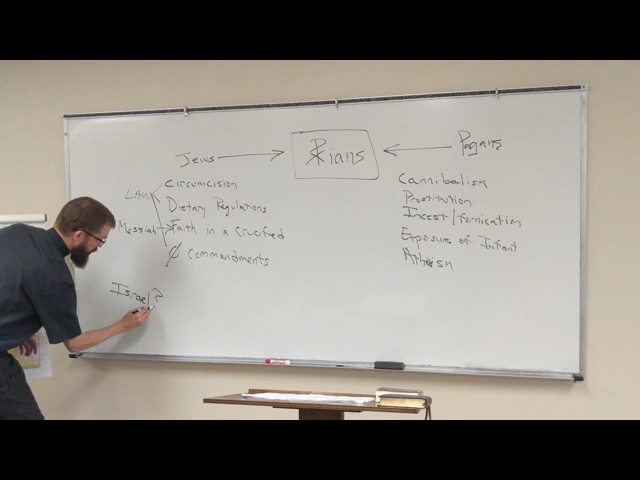 Jews → ☧ians ← Pagans
LAW
Circumcision
Dietary Regulations
Messiah → Faith in a Crucified
∅ Commandments
Israel?
Cannibalism
Prostitution
Incest/Fornication
Exposure of Infant
Atheism